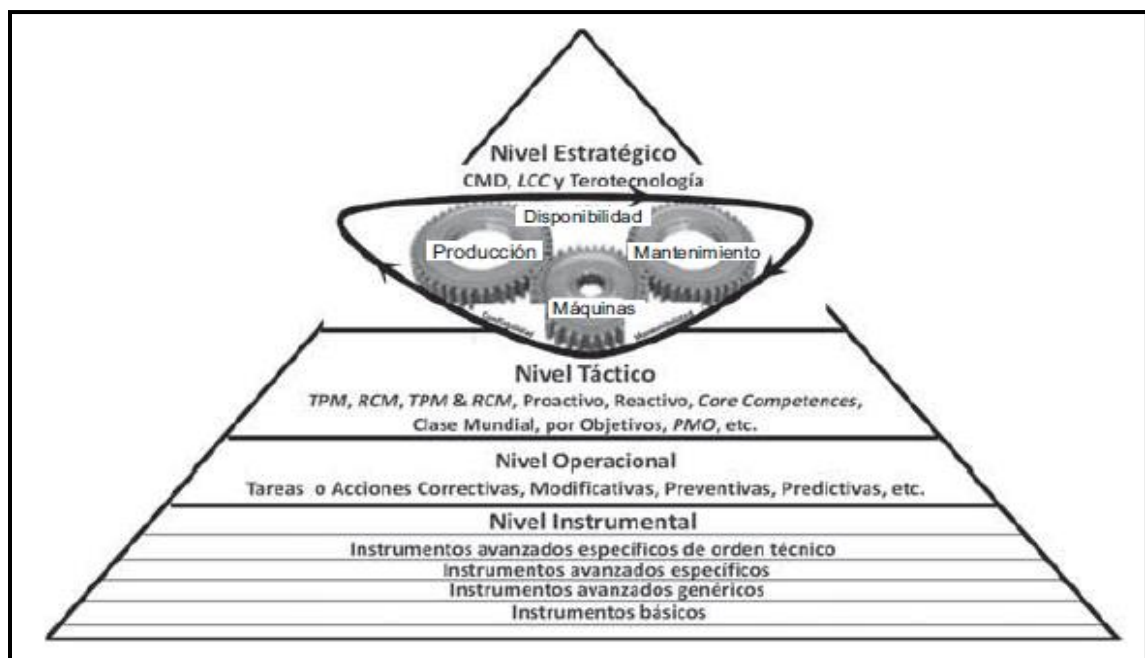 Nivel Estratégico
CMD, LCC y Terotecnología
Disponibilidad
Producción
Mantenimiento
Máquinas
Nivel Táctico
TPM, RCM, TPM & RCM, Proactivo, Reactivo, Core Competences,
Clase Mundial, por Objetivos, PMO, etc.
Nivel Operacional
Tareas o Acciones Correctivas, Modificativas, Preventivas, Predictivas, etc.
Nivel Instrumental
Instrumentos avanzados específicos de orden técnico
Instrumentos avanzados específicos
Instrumentos avanzados genéricos
Instrumentos básicos